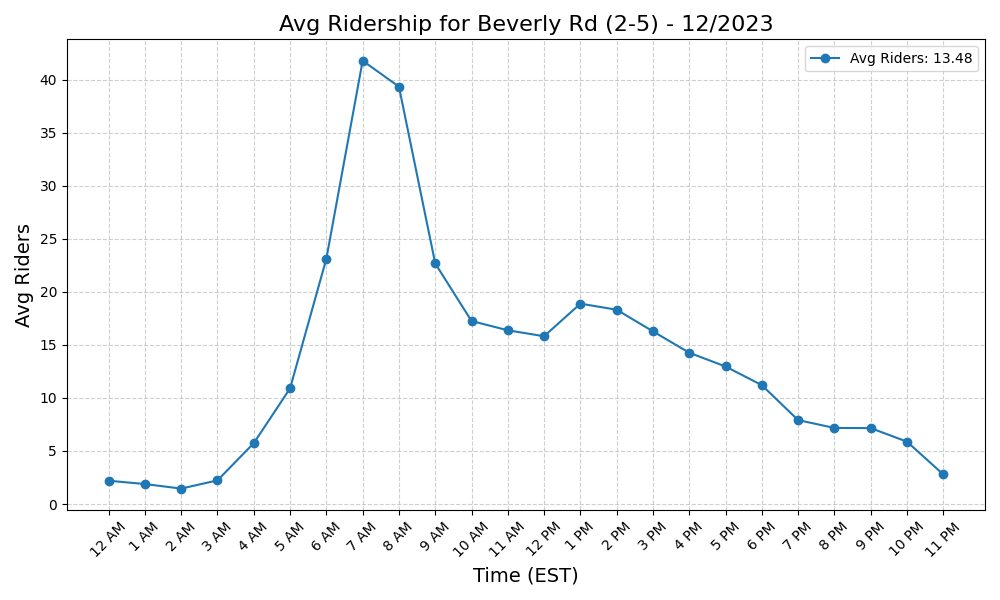 Avg Ridership for Beverly Rd (2-5) - 12/2023
Avg Riders: 13.48
Avg Riders
40
35
30
25
20
15
10
5
0
12 AM
1 AM
2 AM
3 AM
4 AM
5 AM
6 AM
7 AM
8 AM
9 AM
10 AM
11 AM
12 PM
1 PM
2 PM
3 PM
4 PM
5 PM
6 PM
7 PM
8 PM
9 PM
10 PM
11 PM
Time (EST)